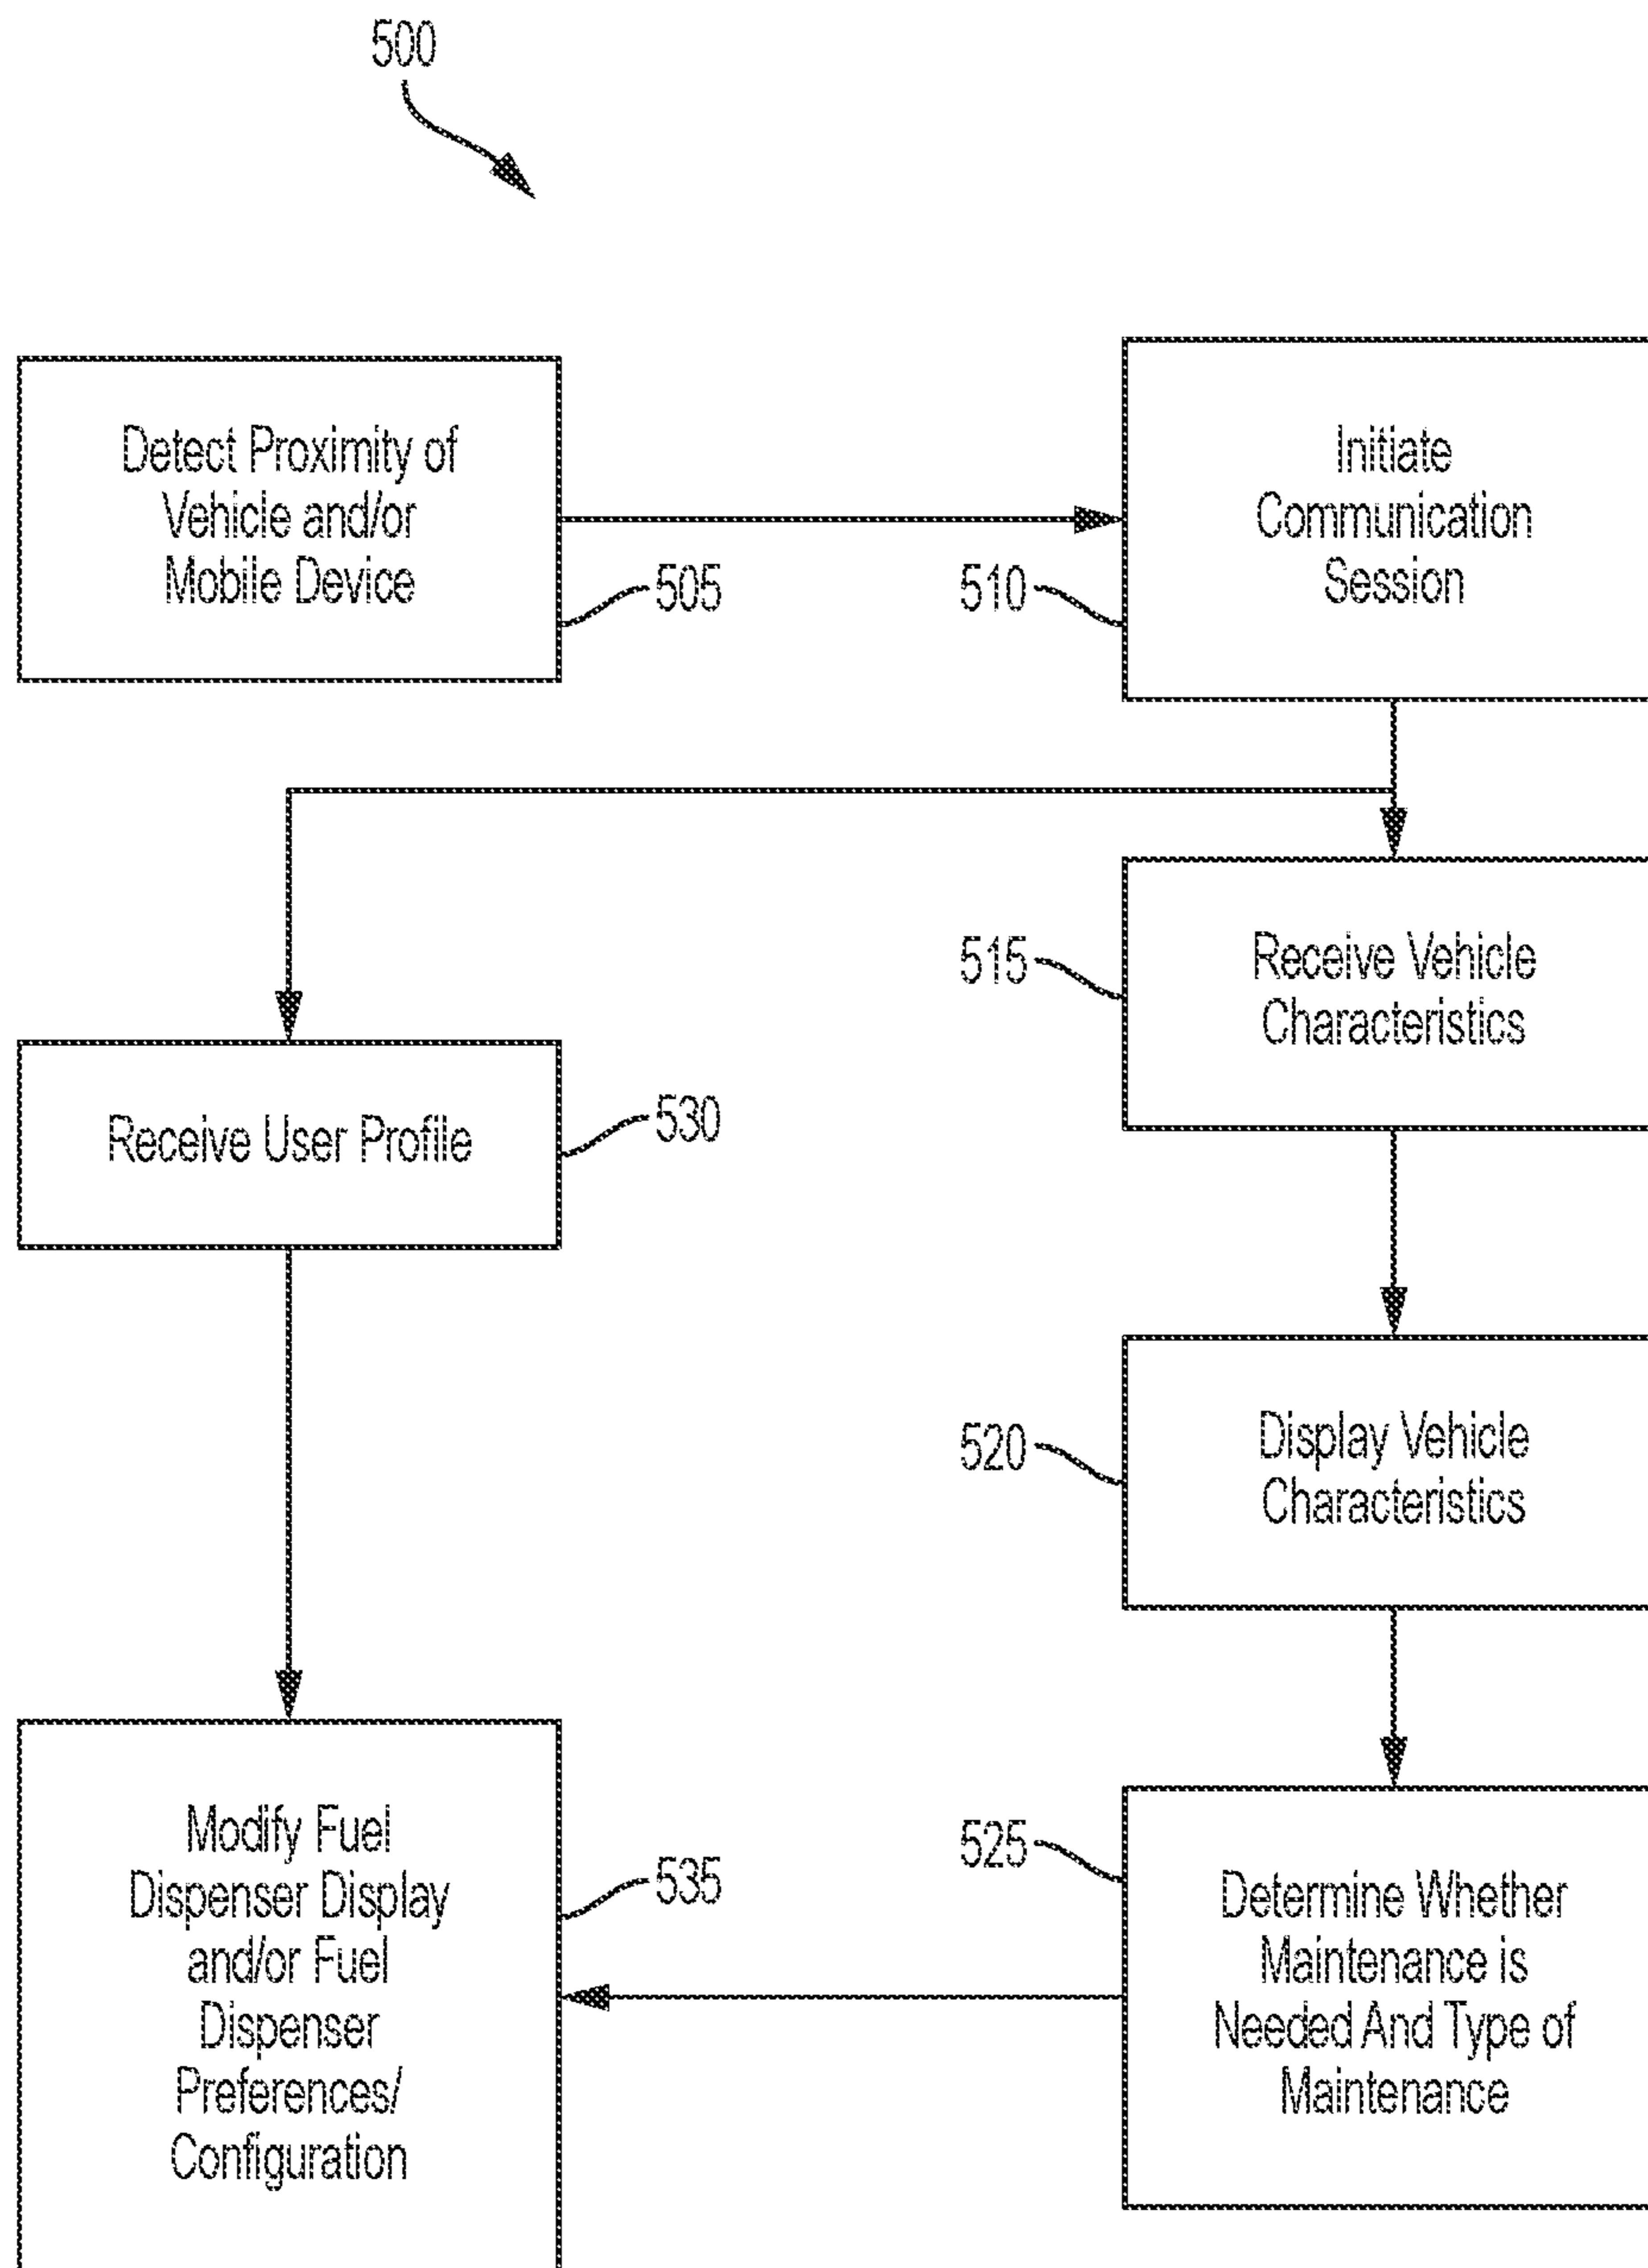 500
Detect Proximity of
Vehicle and/or
Mobile Device
505
510
Initiate
Communication
Session
515
Receive Vehicle
Characteristics
Receive User Profile
530
520
Display Vehicle
Characteristics
Modify Fuel
Dispenser Display
and/or Fuel
Dispenser
Preferences/
Configuration
535
525
Determine Whether
Maintenance is
Needed And Type of
Maintenance